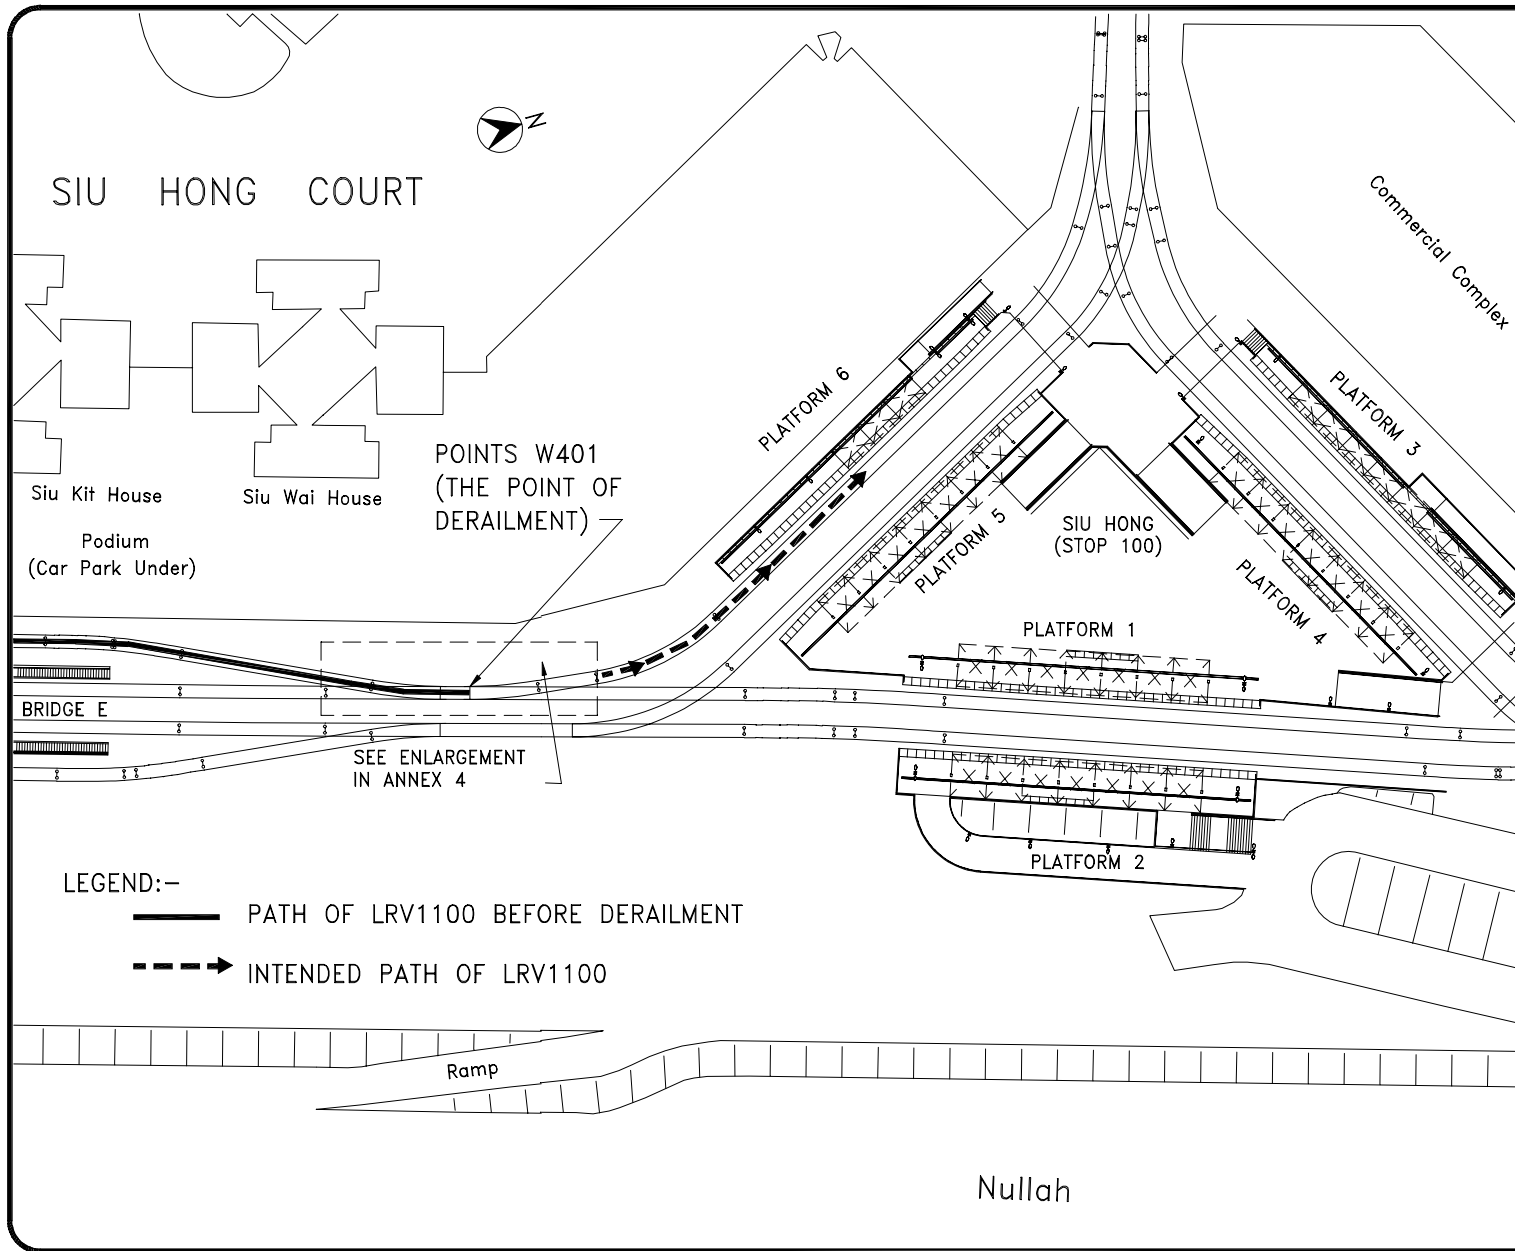 N
SIU HONG COURT
Commercial Complex
PLATFORM 6
PLATFORM 3
POINTS W401
(THE POINT OF
DERAILMENT)
Siu Kit House
Siu Wai House
Podium
(Car Park Under)
PLATFORM 5
SIU HONG
(STOP 100)
PLATFORM 4
PLATFORM 1
BRIDGE E
SEE ENLARGEMENT
IN ANNEX 4
PLATFORM 2
LEGEND:-
PATH OF LRV1100 BEFORE DERAILMENT
INTENDED PATH OF LRV1100
Ramp
Nullah